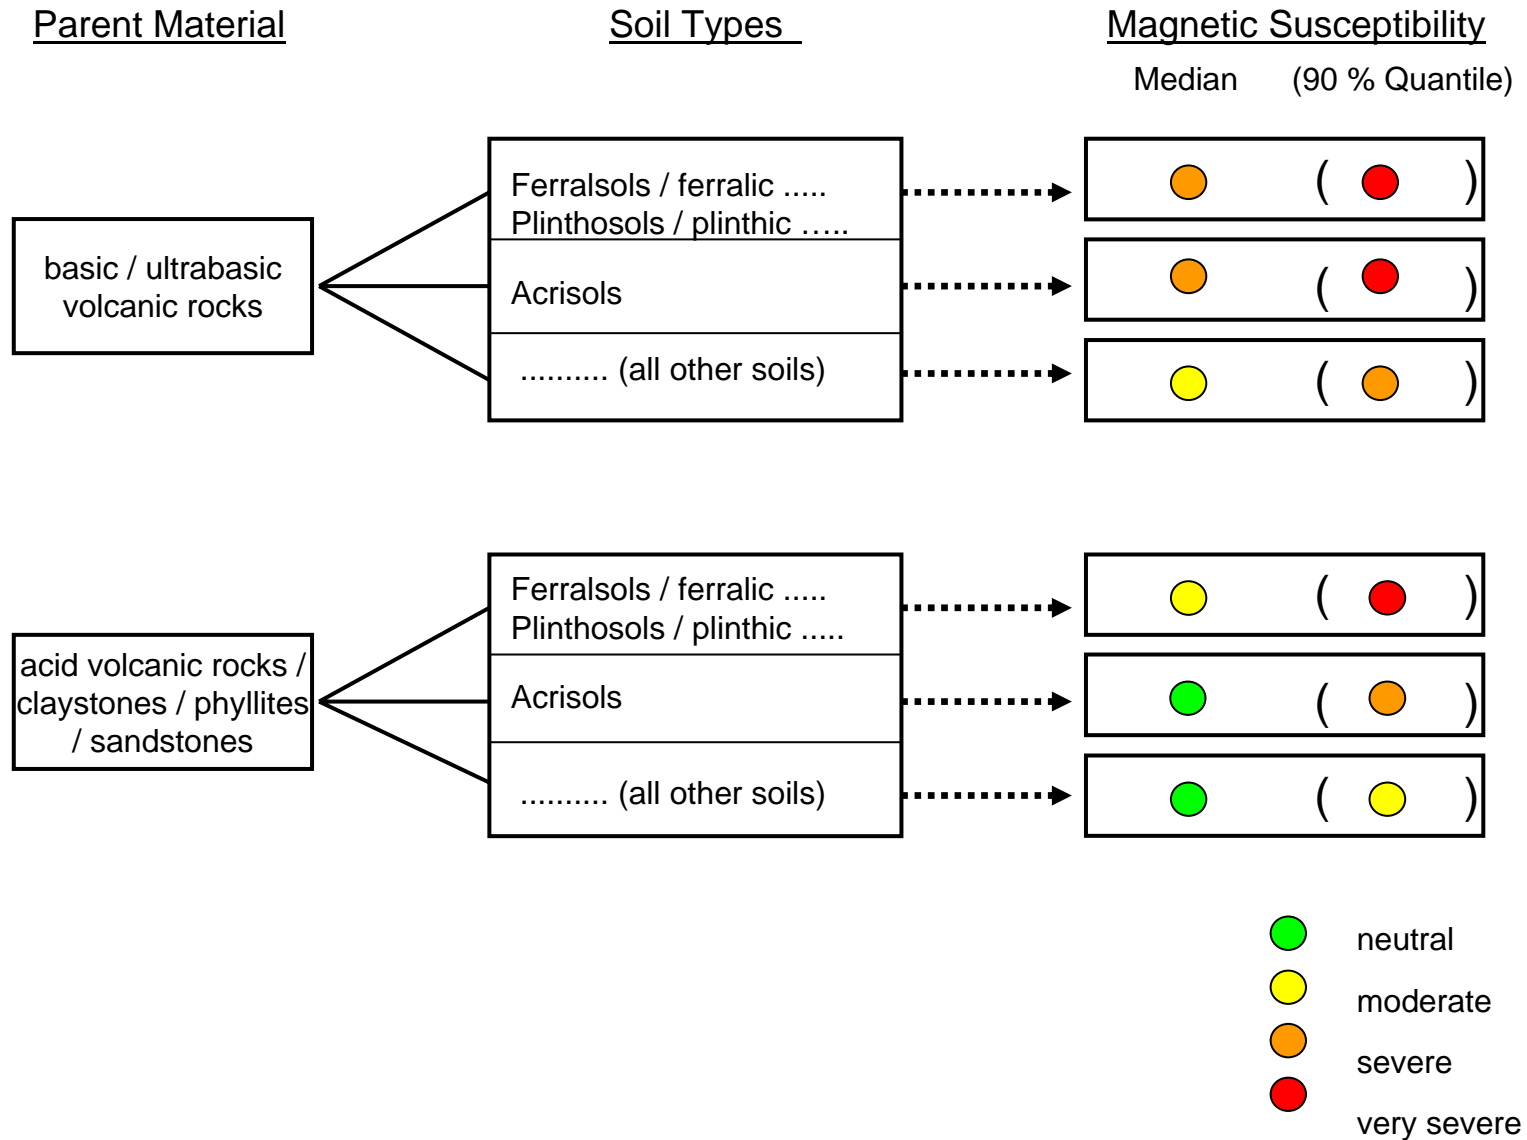 Parent Material
Soil Types
Magnetic Susceptibility
Median (90 % Quantile)
basic / ultrabasic
volcanic rocks
Ferralsols / ferralic .....
Plinthosols / plinthic …..
( )
Acrisols
( )
.......... (all other soils)
( )
acid volcanic rocks /
claystones / phyllites
/ sandstones
Ferralsols / ferralic .....
Plinthosols / plinthic .....
( )
Acrisols
( )
.......... (all other soils)
( )
neutral
moderate
severe
very severe